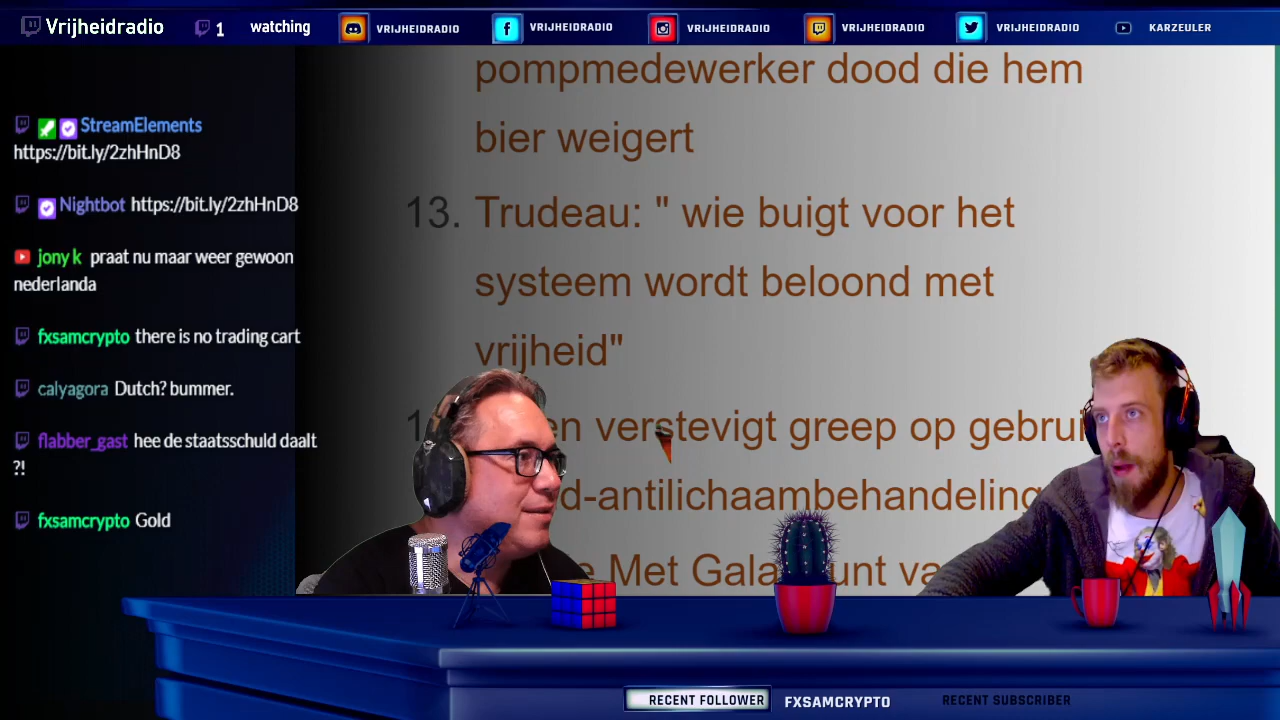 Vrijheidradio
1
watching
VRIJHEIDRADIO
VRIJHEIDRADIO
VRIJHEIDRADIO
VRIJHEIDRADIO
VRIJHEIDRADIO
KARZEULER
StreamElements
https://bit.ly/2zhHnD8
Nightbot https://bit.ly/2zhHnD8
jony k praat nu maar weer gewoon
nederlanda
fxsamcrypto there is no trading cart
calyagora Dutch? bummer.
flabber_gast hee de staatsschuld daalt
?!
fxsamcrypto Gold
pompmedewerker dood die hem
bier weigert
13. Trudeau: " wie buigt voor het
systeem wordt beloond met
vrijheid"
verstevigt greep op
-antilichaambehandeling
Met Gala
RECENT FOLLOWER
FXSAMCRYPTO
RECENT SUBSCRIBER